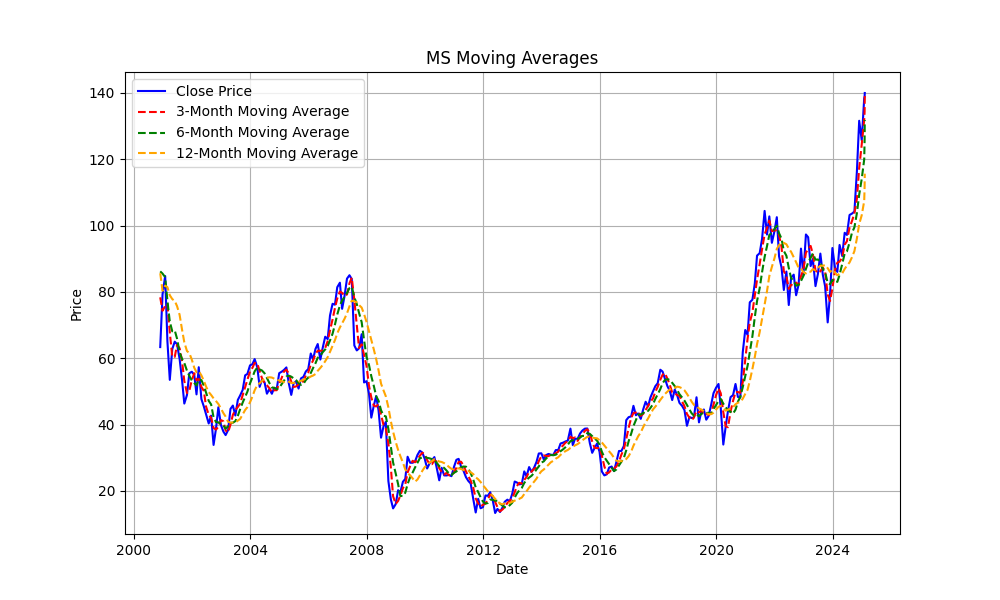 MS Moving Averages
Close Price
3-Month Moving Average
6-Month Moving Average
12-Month Moving Average
140
120
100
80
60
40
20
Price
2000 2004 2008 2012 2016 2020 2024
Date